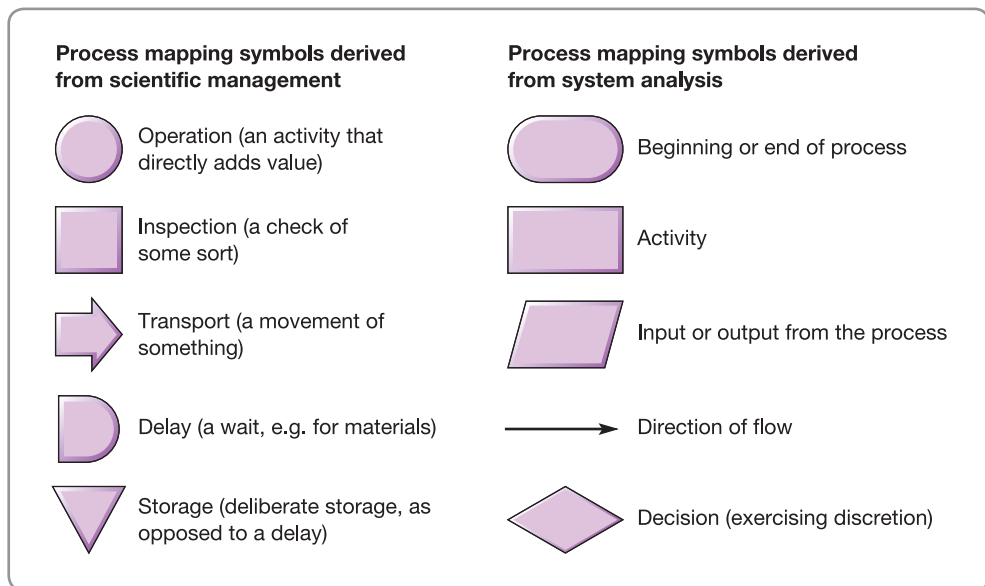 Process mapping symbols derived
from scientific management
Operation (an activity that
directly adds value)
Inspection (a check of
some sort)
Transport (a movement of
something)
Delay (a wait, e.g. for materials)
Storage (deliberate storage, as
opposed to a delay)
Process mapping symbols derived
from system analysis
Beginning or end of process
Activity
Input or output from the process
Direction of flow
Decision (exercising discretion)